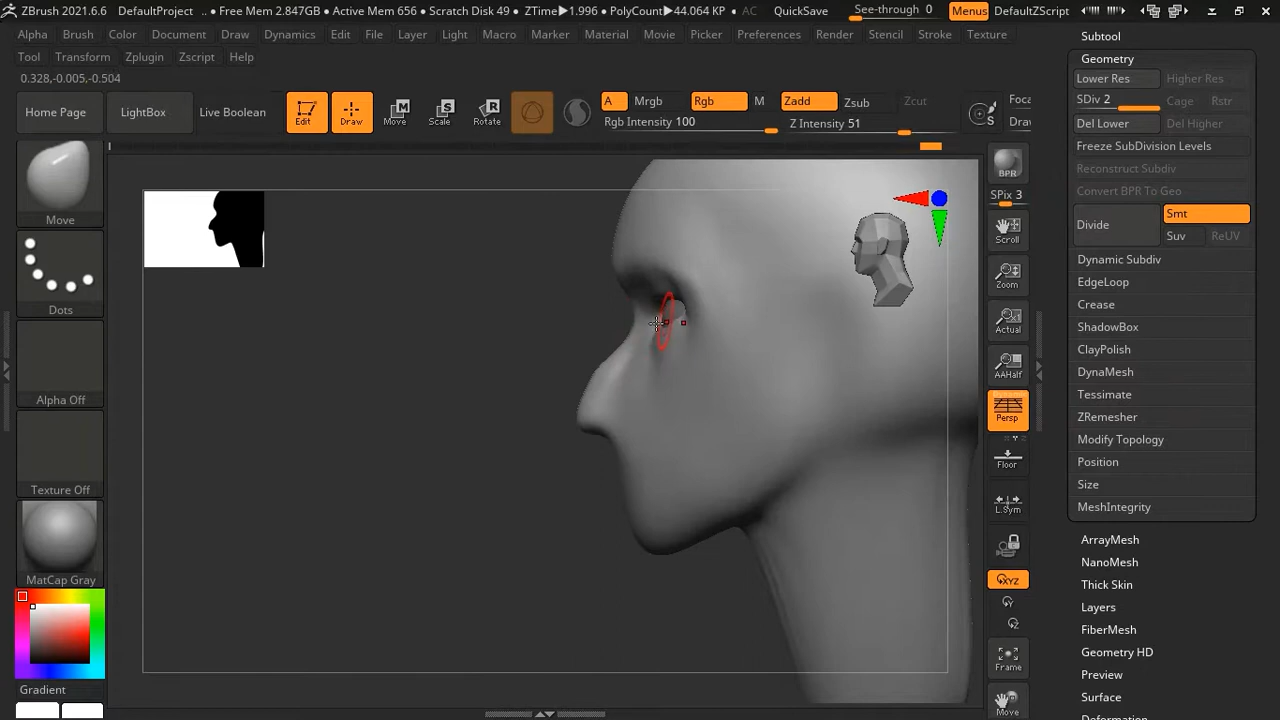 ZBrush 2021.6.6 DefaultProject .. • Free Mem 2.847GB • Active Mem 656 • Scratch Disk 49 • ZTime▶1.996 • PolyCount▶44.064 KP • AC QuickSave See-through 0 Menus DefaultZScript
Alpha Brush Color Document Draw Dynamics Edit File Layer Light Macro Marker Material Movie Picker Preferences Render Stencil Stroke Texture
Tool Transform Zplugin Zscript Help
0.328,-0.005,-0.504
Home Page
LightBox
Live Boolean
Edit
Draw
Move
Scale
Rotate
A
Mrgb
Rgb
M
Rgb Intensity 100
Zadd
Zsub
Zcut
Z Intensity 51
S
Foca
Draw
Move
Dots
Alpha Off
Texture Off
MatCap Gray
Gradient
BPR
SPix 3
Scroll
Zoom
Actual
AAHalf
Persp
Floor
L.Sym
XYZ
Y
Z
Frame
Move
Subtool
Geometry
Lower Res
Higher Res
SDiv 2
Cage
Rstr
Del Lower
Del Higher
Freeze SubDivision Levels
Reconstruct Subdiv
Convert BPR To Geo
Divide
Smt
Suv
ReUV
Dynamic Subdiv
EdgeLoop
Crease
ShadowBox
ClayPolish
DynaMesh
Tessimate
ZRemesher
Modify Topology
Position
Size
MeshIntegrity
ArrayMesh
NanoMesh
Thick Skin
Layers
FiberMesh
Geometry HD
Preview
Surface
Deformation